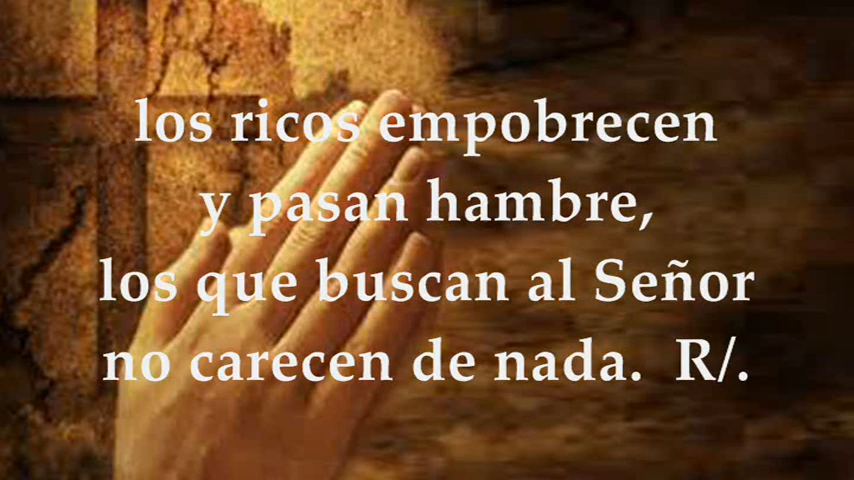 los ricos empobrecen
y pasan hambre,
los que buscan al Señor
no carecen de nada.  R/.